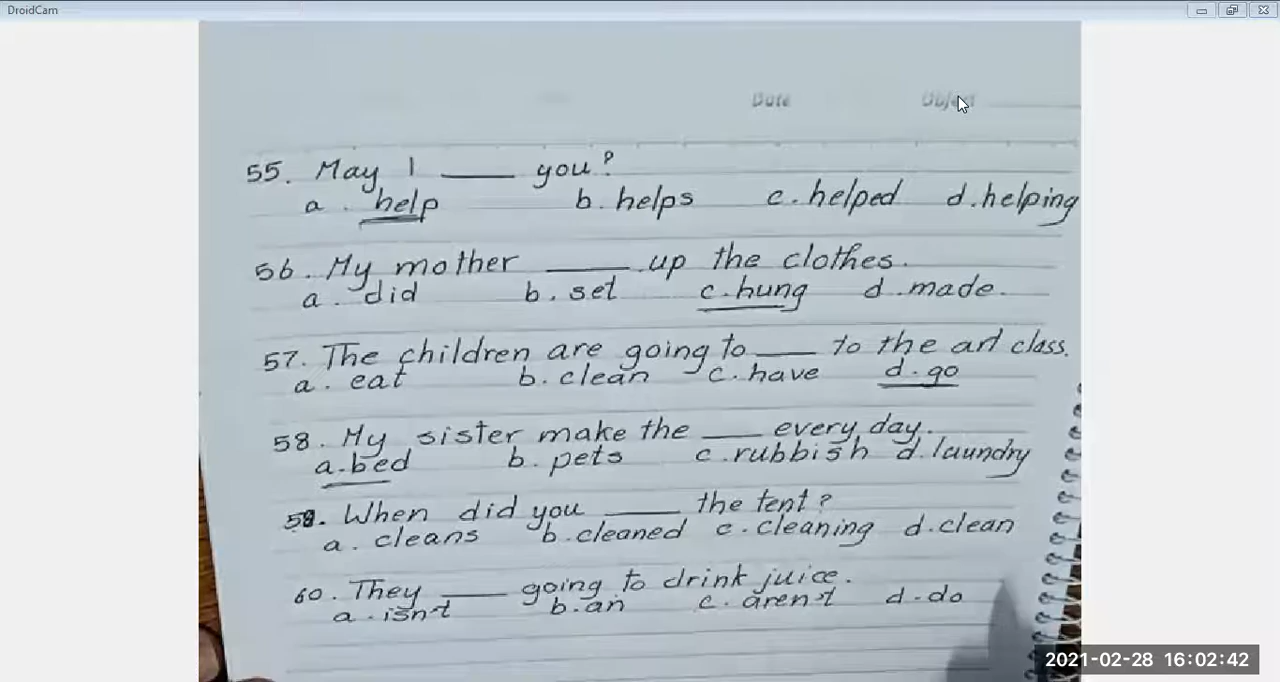 DroidCam
Date Object
55. May I ____ you?
a. help b. helps c. helped d. helping
56. My mother ____ up the clothes.
a. did b. set c. hung d. made.
57. The children are going to ____ to the art class.
a. eat b. clean c. have d. go
58. My sister make the ____ every day.
a. bed b. pets c. rubbish d. laundry
59. When did you ____ the tent?
a. cleans b. cleaned c. cleaning d. clean
60. They ____ going to drink juice.
a. isn't b. an c. aren't d. do
2021-02-28 16:02:42